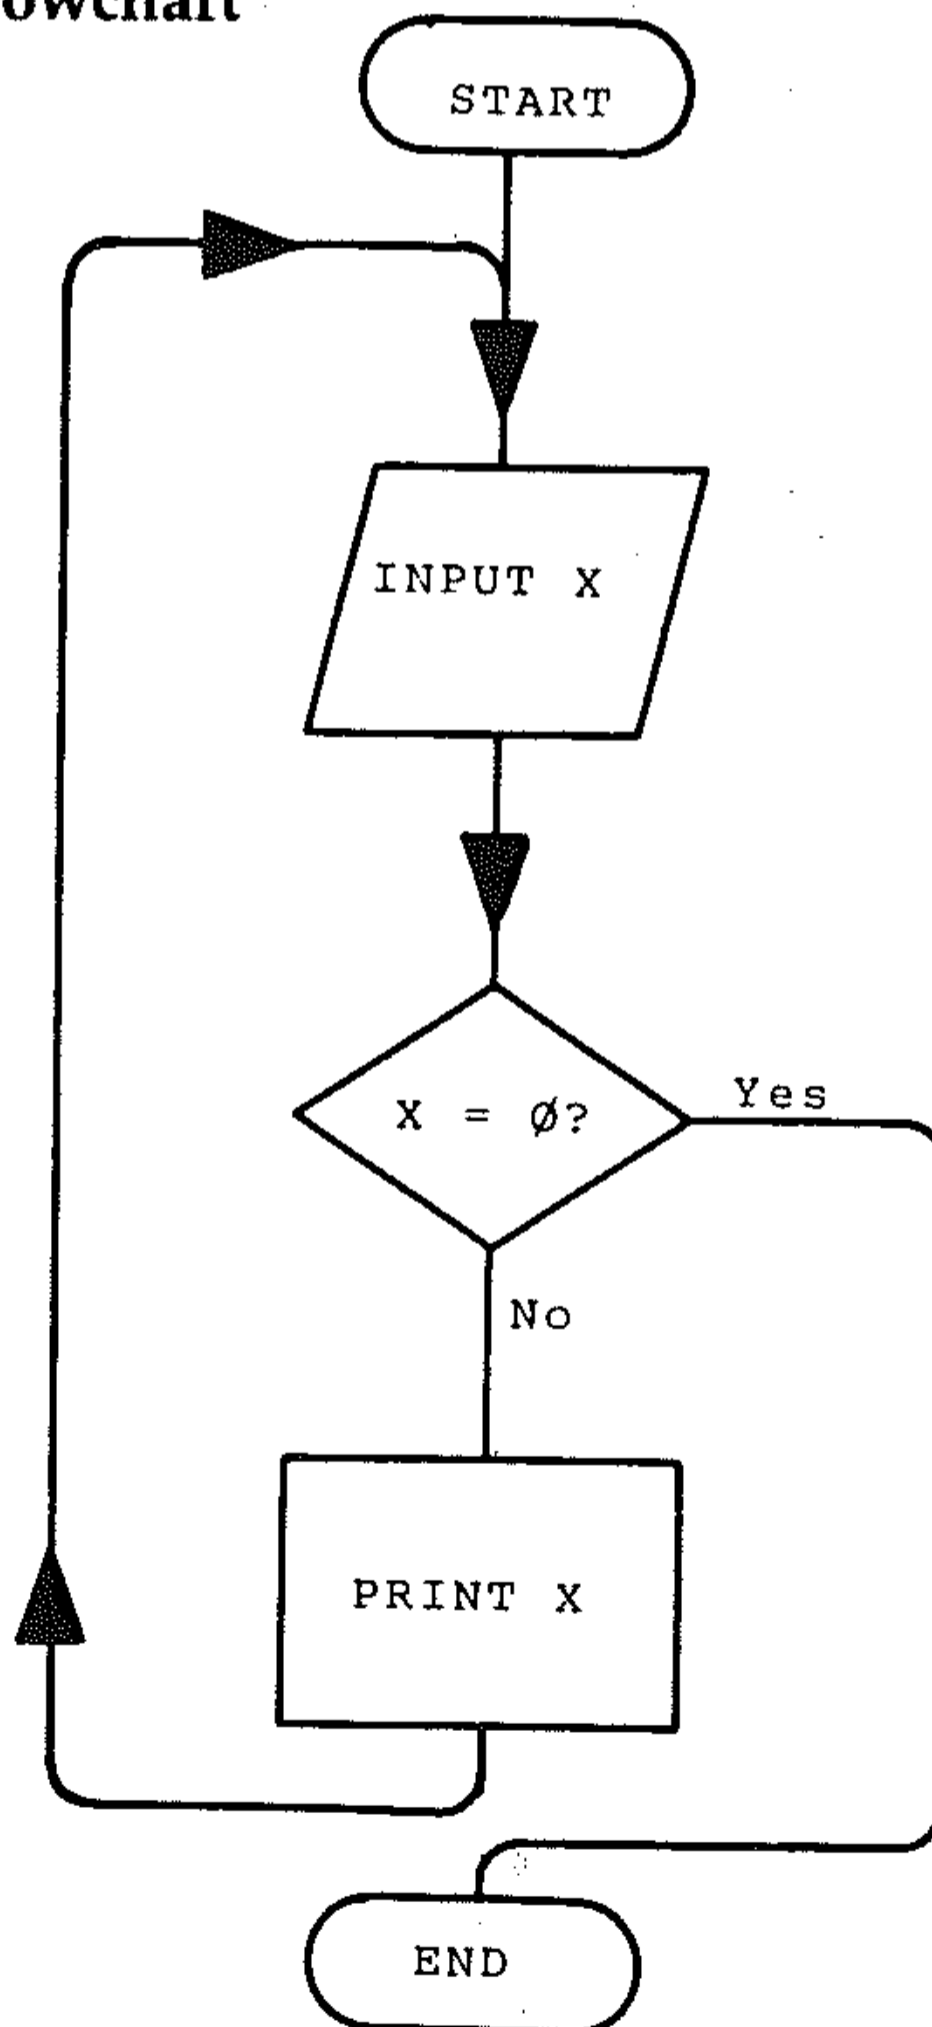 owchart
START
INPUT X
X = Ø?
Yes
No
PRINT X
END